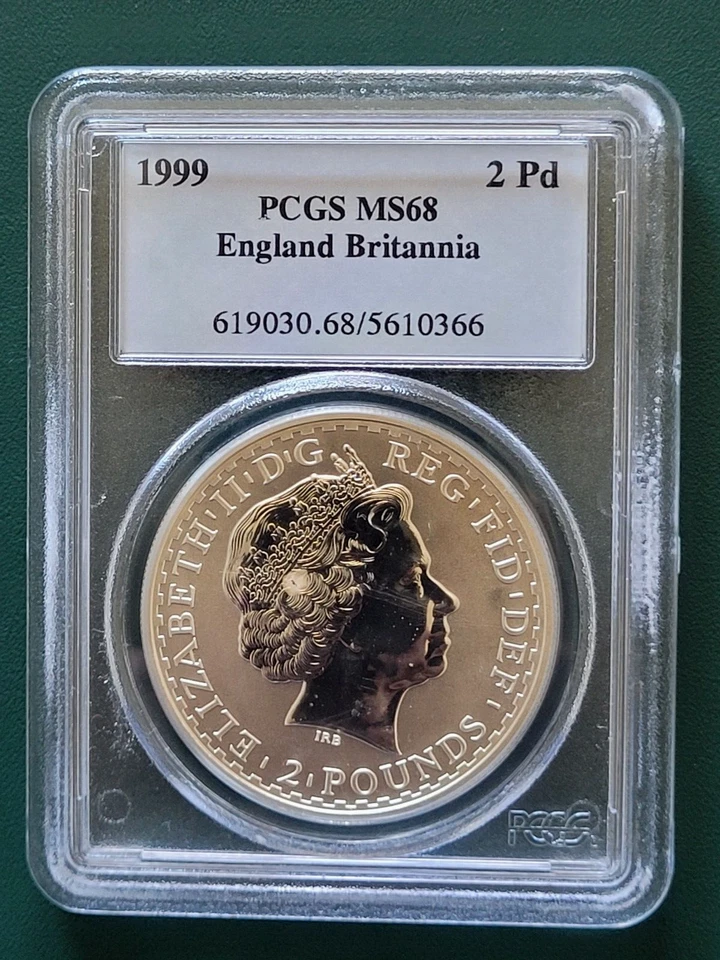 1999 2 Pd
PCGS MS68
England Britannia
619030.68/5610366
ELIZABETH·II·D·G REG·FID·DEF·
2·POUNDS
IRB
PCGS